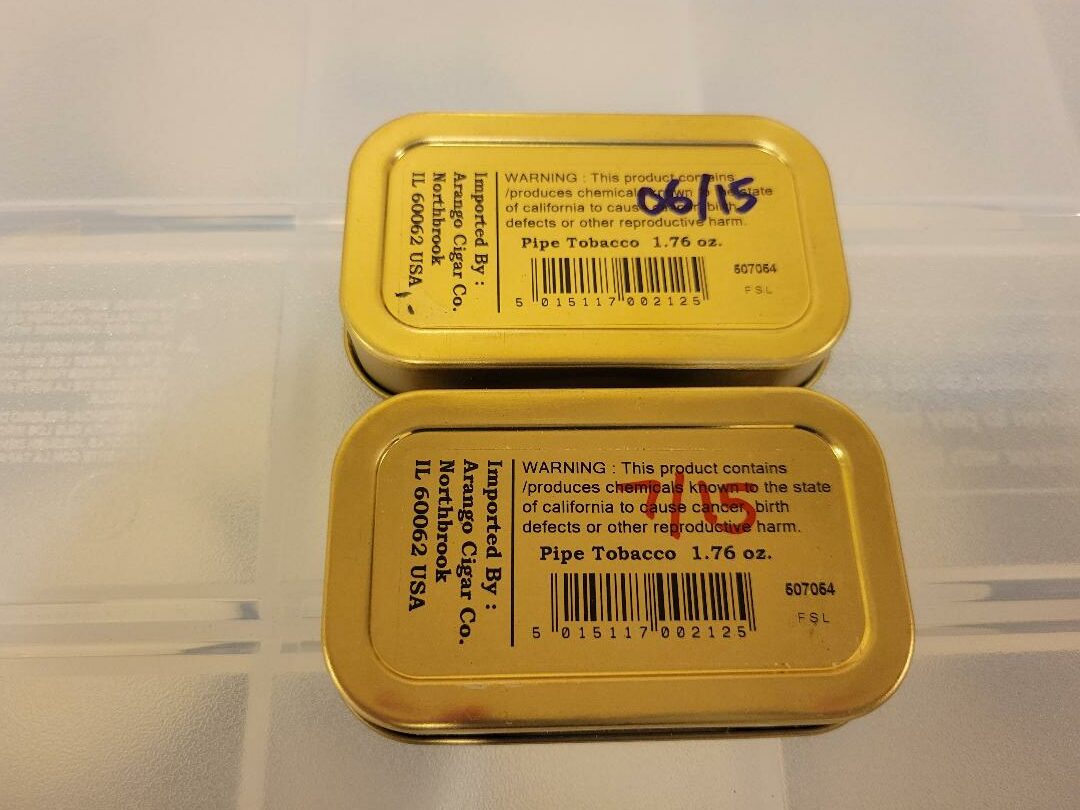 Imported By :
Arango Cigar Co.
Northbrook
IL 60062 USA
WARNING : This product contains
/produces chemicals known to the state
of california to cause cancer, birth
defects or other reproductive harm.
06/15
Pipe Tobacco 1.76 oz.
5 015117 002125
507054
FSL
Imported By :
Arango Cigar Co.
Northbrook
IL 60062 USA
WARNING : This product contains
/produces chemicals known to the state
of california to cause cancer, birth
defects or other reproductive harm.
7/15
Pipe Tobacco 1.76 oz.
5 015117 002125
507054
FSL